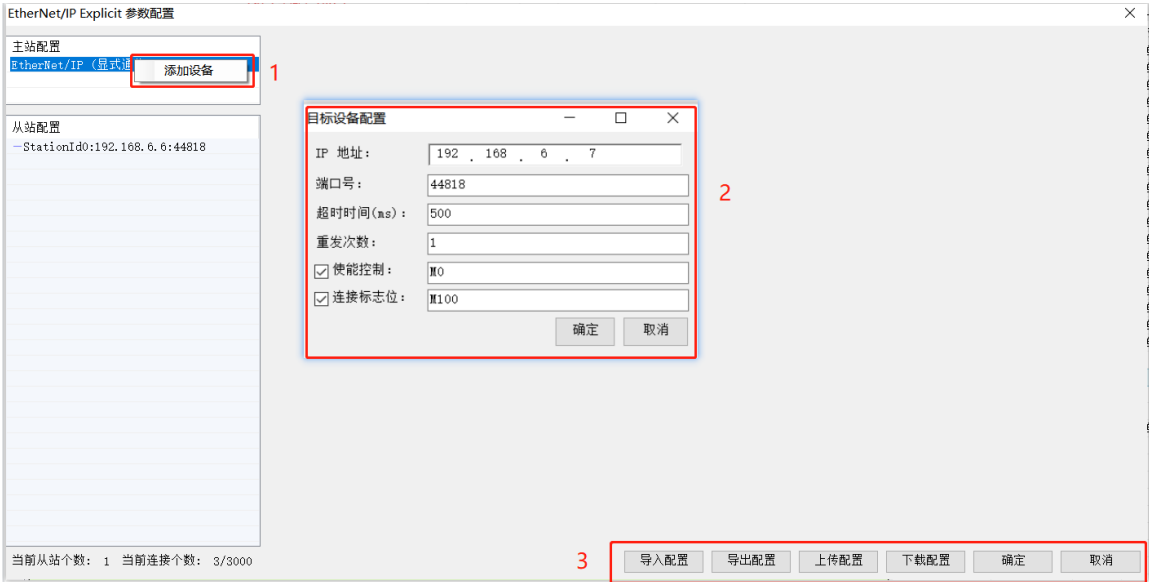 EtherNet/IP Explicit 参数配置
主站配置
EtherNet/IP (显式通
添加设备
1
从站配置
StationId0:192.168.6.6:44818
目标设备配置
IP 地址:
192 . 168 . 6 . 7
端口号:
44818
超时时间(ms):
500
重发次数:
1
使能控制:
M0
连接标志位:
M100
确定
取消
2
当前从站个数: 1 当前连接个数: 3/3000
3
导入配置
导出配置
上传配置
下载配置
确定
取消